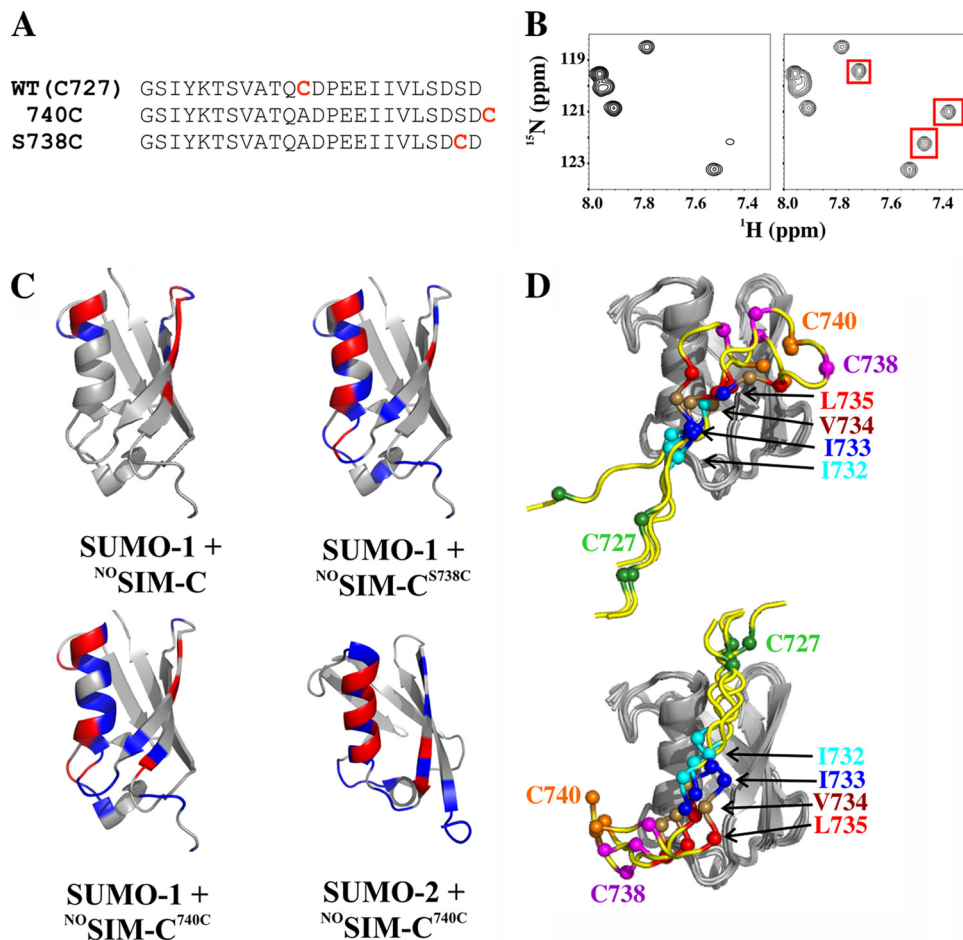 A
WT(C727) GSIYKTSVATQCDPEEIIVLSDSD
740C GSIYKTSVATQADPEEIIVLSDSDC
S738C GSIYKTSVATQADPEEIIVLSDCD
B
119
121
123
15N (ppm)
8.0 7.8 7.6 7.4 8.0 7.8 7.6 7.4
1H (ppm)
C
SUMO-1 +
NOSIM-C
SUMO-1 +
NOSIM-CS738C
SUMO-1 +
NOSIM-C740C
SUMO-2 +
NOSIM-C740C
D
C740
C738
L735
V734
I733
I732
C727
C727
I732
I733
V734
L735
C740
C738